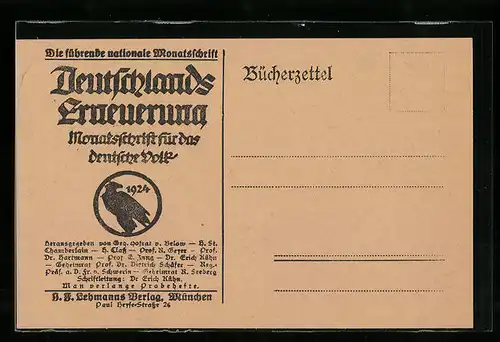 Die führende nationale Monatsschrift
Deutschlands
Erneuerung
Monatsschrift für das
deutsche Volk
1924
Herausgegeben von Geh. Hofrat v. Below — H. St.
Chamberlain — H. Claß — Prof. R. Geyer — Prof.
Dr. Hartmann — Prof. E. Jung — Dr. Erich Kühn
— Geheimrat Prof. Dr. Dietrich Schäfer — Reg.-
Präs. a. D. Fr. v. Schwerin — Geheimrat R. Seeberg
Schriftleitung: Dr. Erich Kühn.
Man verlange Probehefte.
J. F. Lehmanns Verlag, München
Paul Heyse-Straße 26
Bücherzettel